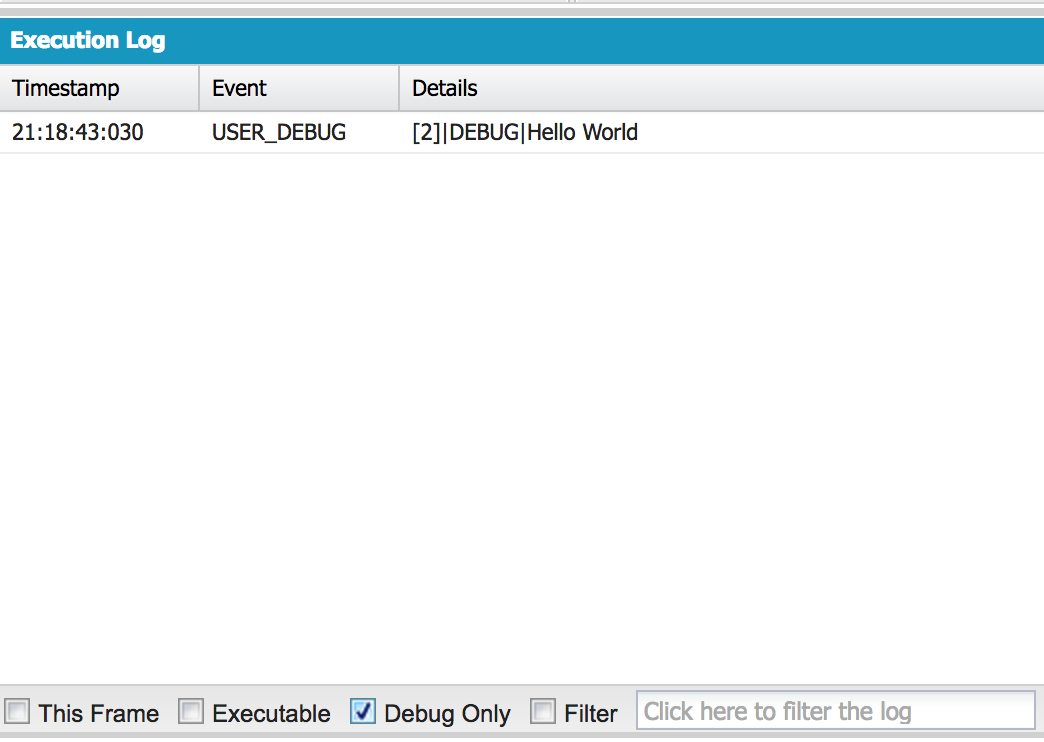 Execution Log
Timestamp Event Details
21:18:43:030 USER_DEBUG [2]|DEBUG|Hello World
This Frame Executable Debug Only Filter Click here to filter the log